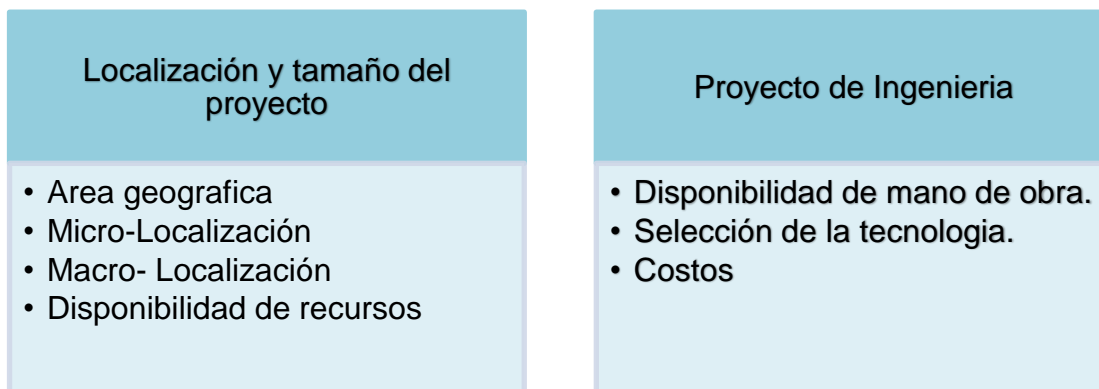 Localización y tamaño del
proyecto
• Area geografica
• Micro-Localización
• Macro- Localización
• Disponibilidad de recursos
Proyecto de Ingenieria
• Disponibilidad de mano de obra.
• Selección de la tecnologia.
• Costos